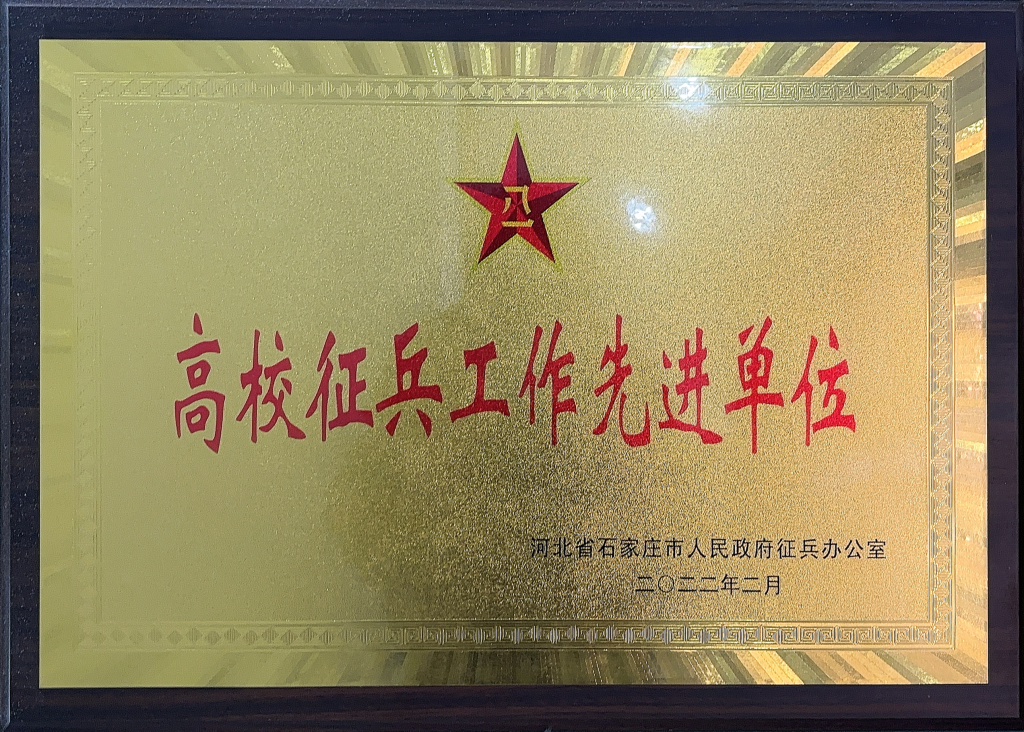 八一
高校征兵工作先进单位
河北省石家庄市人民政府征兵办公室
二〇二二年二月